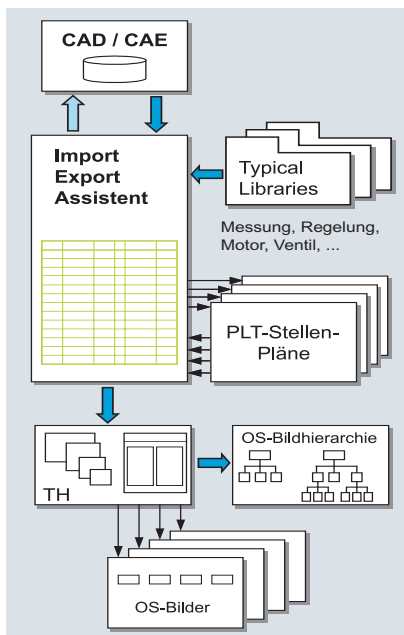 CAD / CAE
Import
Export
Assistent
Typical
Libraries
Messung, Regelung,
Motor, Ventil, ...
PLT-Stellen-
Pläne
TH
OS-Bildhierarchie
OS-Bilder